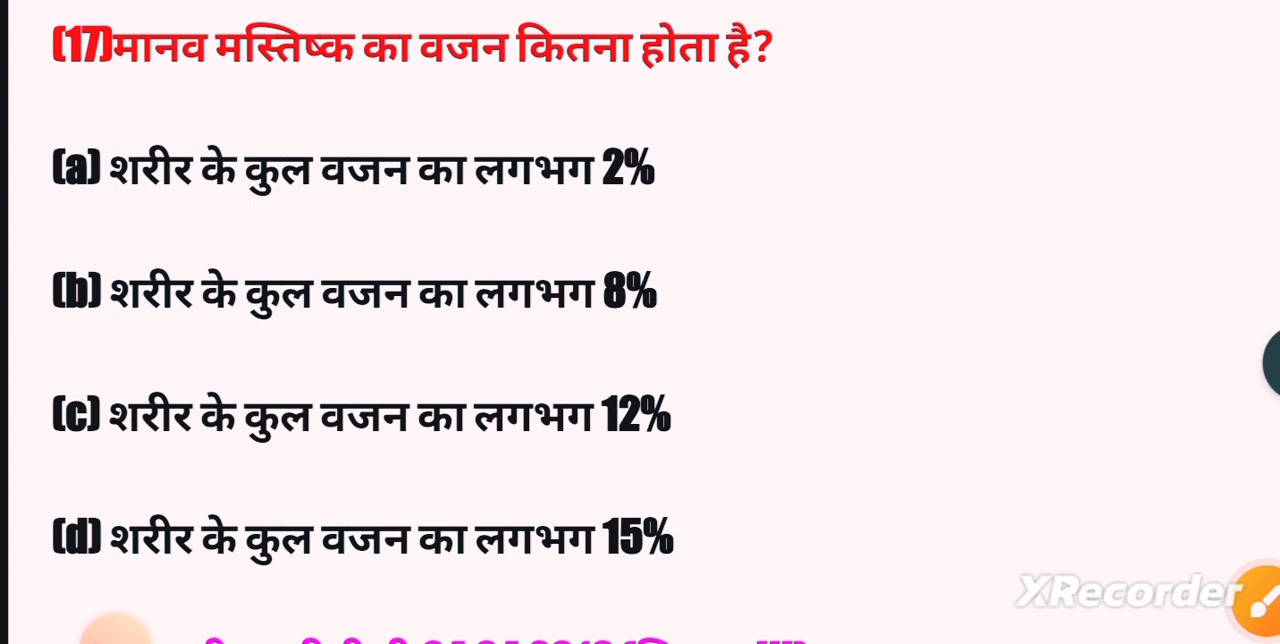 (17)मानव मस्तिष्क का वजन कितना होता है?
(a) शरीर के कुल वजन का लगभग 2%
(b) शरीर के कुल वजन का लगभग 8%
(c) शरीर के कुल वजन का लगभग 12%
(d) शरीर के कुल वजन का लगभग 15%
XRecorder